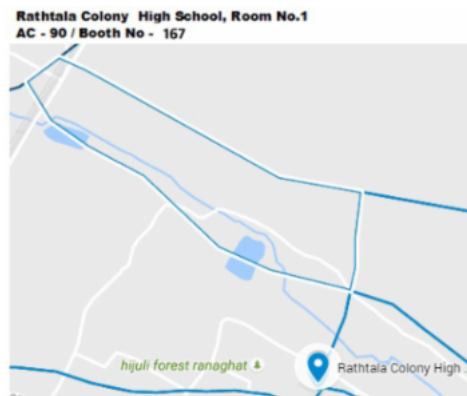 Rathtala Colony High School, Room No.1
AC - 90 / Booth No - 167
hijuli forest ranaghat
Rathtala Colony High